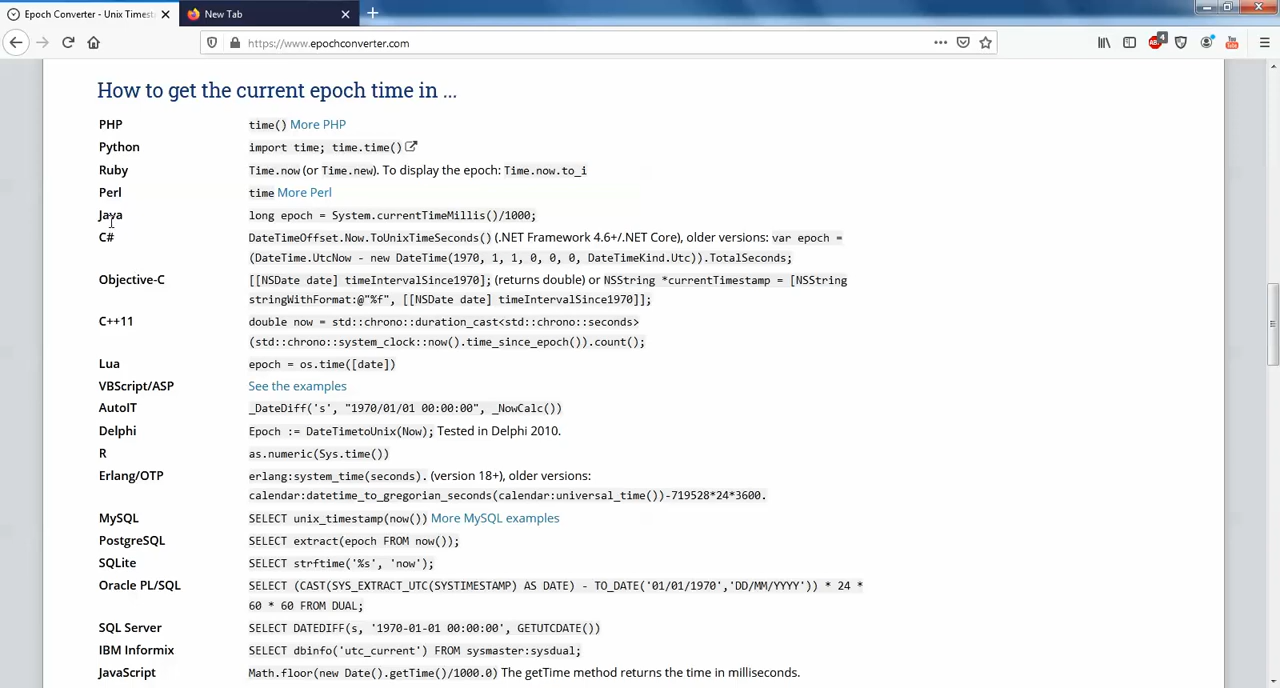 Epoch Converter - Unix Timest
New Tab
https://www.epochconverter.com
4
How to get the current epoch time in ...
PHP time() More PHP
Python import time; time.time()
Ruby Time.now (or Time.new). To display the epoch: Time.now.to_i
Perl time More Perl
Java long epoch = System.currentTimeMillis()/1000;
C# DateTimeOffset.Now.ToUnixTimeSeconds() (.NET Framework 4.6+/.NET Core), older versions: var epoch =
(DateTime.UtcNow - new DateTime(1970, 1, 1, 0, 0, 0, DateTimeKind.Utc)).TotalSeconds;
Objective-C [[NSDate date] timeIntervalSince1970]; (returns double) or NSString *currentTimestamp = [NSString
stringWithFormat:@"%f", [[NSDate date] timeIntervalSince1970]];
C++11 double now = std::chrono::duration_cast<std::chrono::seconds>
(std::chrono::system_clock::now().time_since_epoch()).count();
Lua epoch = os.time([date])
VBScript/ASP See the examples
AutoIT _DateDiff('s', "1970/01/01 00:00:00", _NowCalc())
Delphi Epoch := DateTimetoUnix(Now); Tested in Delphi 2010.
R as.numeric(Sys.time())
Erlang/OTP erlang:system_time(seconds). (version 18+), older versions:
calendar:datetime_to_gregorian_seconds(calendar:universal_time())-719528*24*3600.
MySQL SELECT unix_timestamp(now()) More MySQL examples
PostgreSQL SELECT extract(epoch FROM now());
SQLite SELECT strftime('%s', 'now');
Oracle PL/SQL SELECT (CAST(SYS_EXTRACT_UTC(SYSTIMESTAMP) AS DATE) - TO_DATE('01/01/1970','DD/MM/YYYY')) * 24 *
60 * 60 FROM DUAL;
SQL Server SELECT DATEDIFF(s, '1970-01-01 00:00:00', GETUTCDATE())
IBM Informix SELECT dbinfo('utc_current') FROM sysmaster:sysdual;
JavaScript Math.floor(new Date().getTime()/1000.0) The getTime method returns the time in milliseconds.